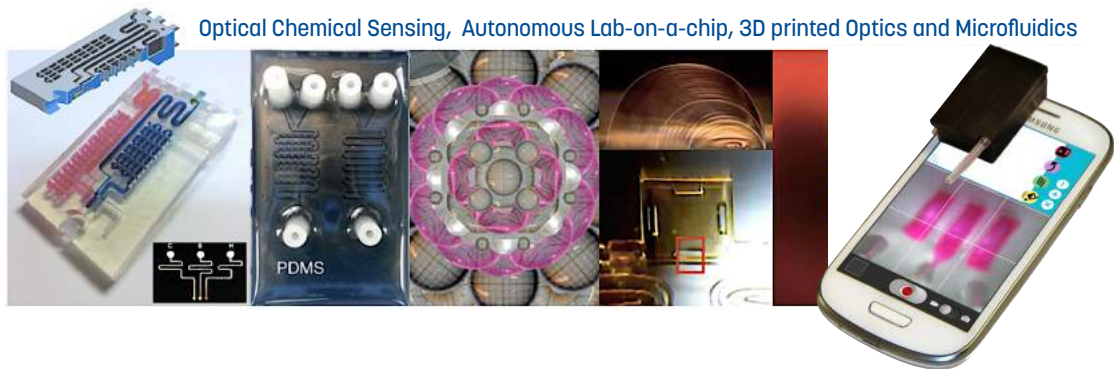 Optical Chemical Sensing, Autonomous Lab-on-a-chip, 3D printed Optics and Microfluidics
C B H
PDMS
SAMSUNG